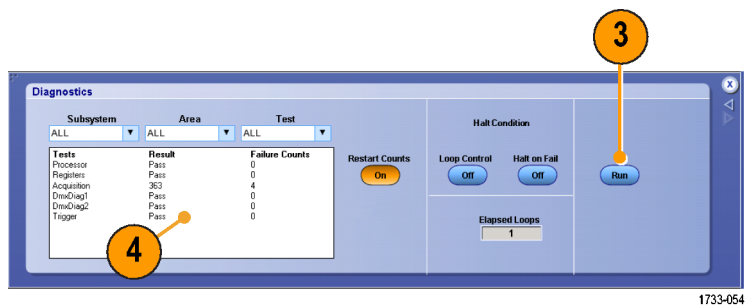 3
Diagnostics
X
Subsystem Area Test
ALL ALL ALL
Halt Condition
Tests Result Failure Counts
Processor Pass 0
Registers Pass 0
Acquisition 363 4
DmxDiag1 Pass 0
DmxDiag2 Pass 0
Trigger Pass 0
Restart Counts
On
Loop Control Halt on Fail
Off Off
Run
Elapsed Loops
1
4
1733-054